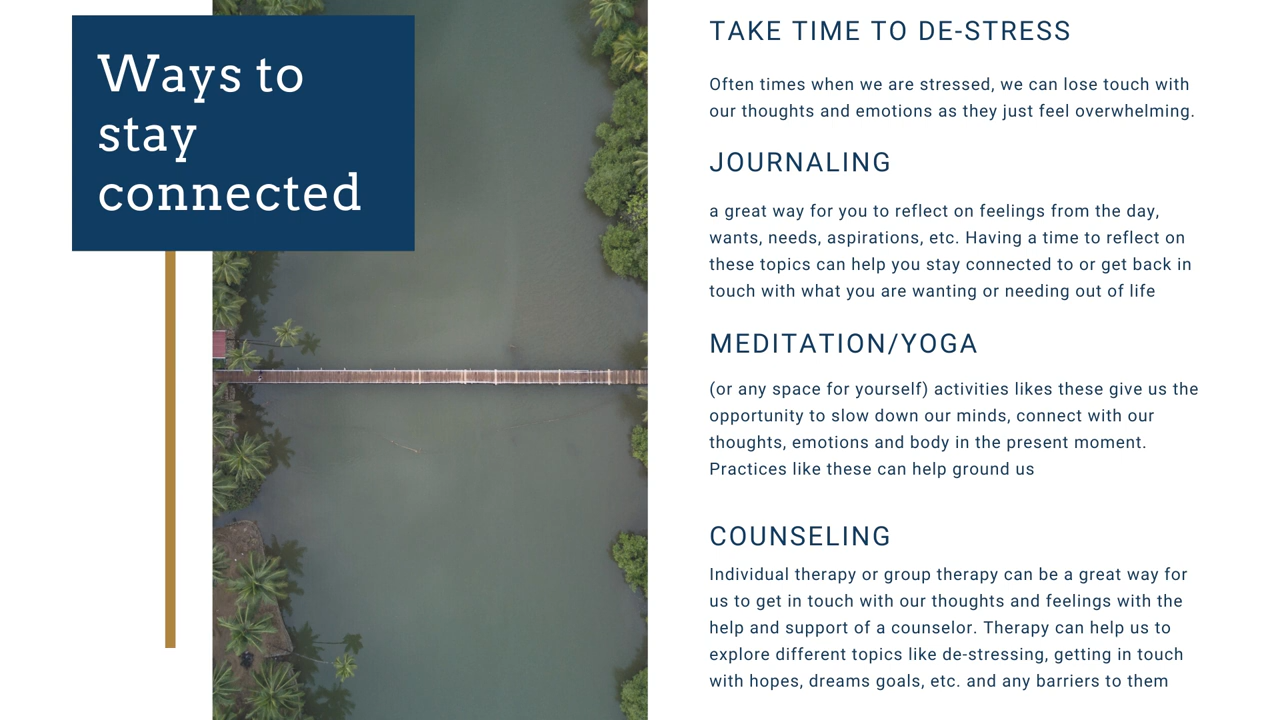 Ways to
stay
connected
TAKE TIME TO DE-STRESS
Often times when we are stressed, we can lose touch with
our thoughts and emotions as they just feel overwhelming.
JOURNALING
a great way for you to reflect on feelings from the day,
wants, needs, aspirations, etc. Having a time to reflect on
these topics can help you stay connected to or get back in
touch with what you are wanting or needing out of life
MEDITATION/YOGA
(or any space for yourself) activities likes these give us the
opportunity to slow down our minds, connect with our
thoughts, emotions and body in the present moment.
Practices like these can help ground us
COUNSELING
Individual therapy or group therapy can be a great way for
us to get in touch with our thoughts and feelings with the
help and support of a counselor. Therapy can help us to
explore different topics like de-stressing, getting in touch
with hopes, dreams goals, etc. and any barriers to them